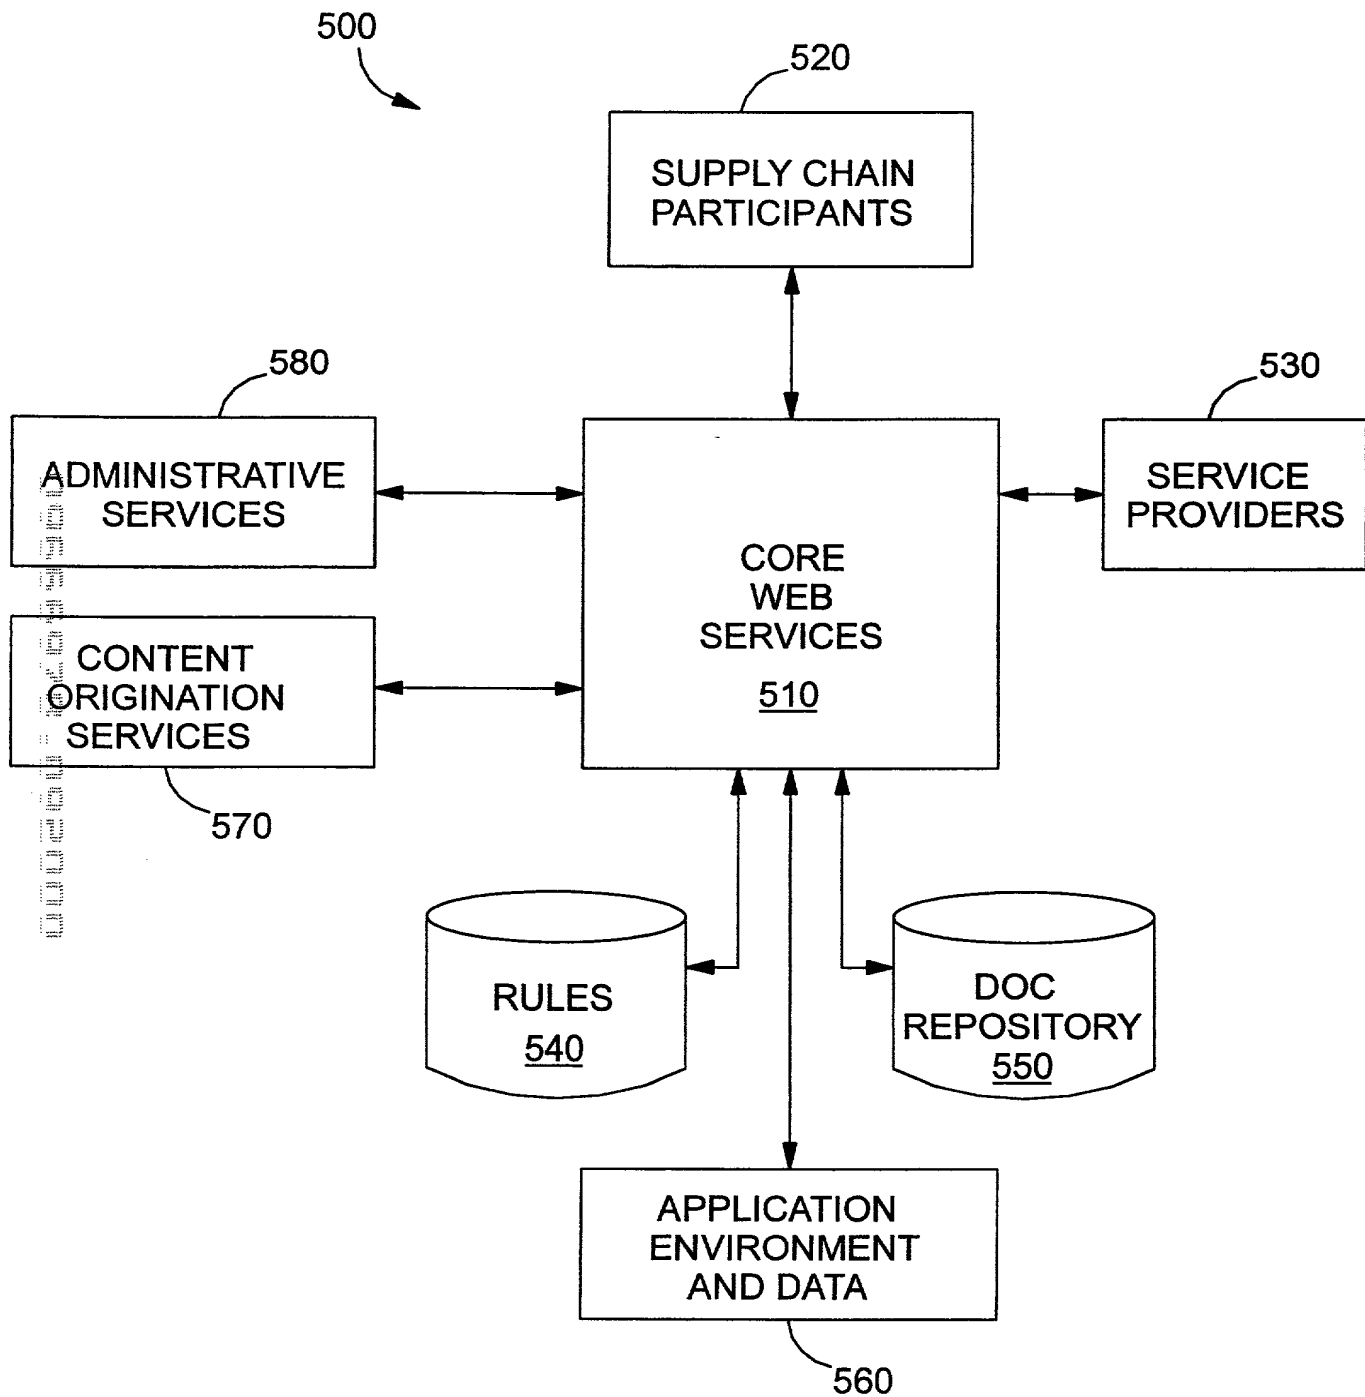 500
520
SUPPLY CHAIN
PARTICIPANTS
580
530
ADMINISTRATIVE
SERVICES
SERVICE
PROVIDERS
CORE
WEB
SERVICES
510
CONTENT
ORIGINATION
SERVICES
570
RULES
540
DOC
REPOSITORY
550
APPLICATION
ENVIRONMENT
AND DATA
560